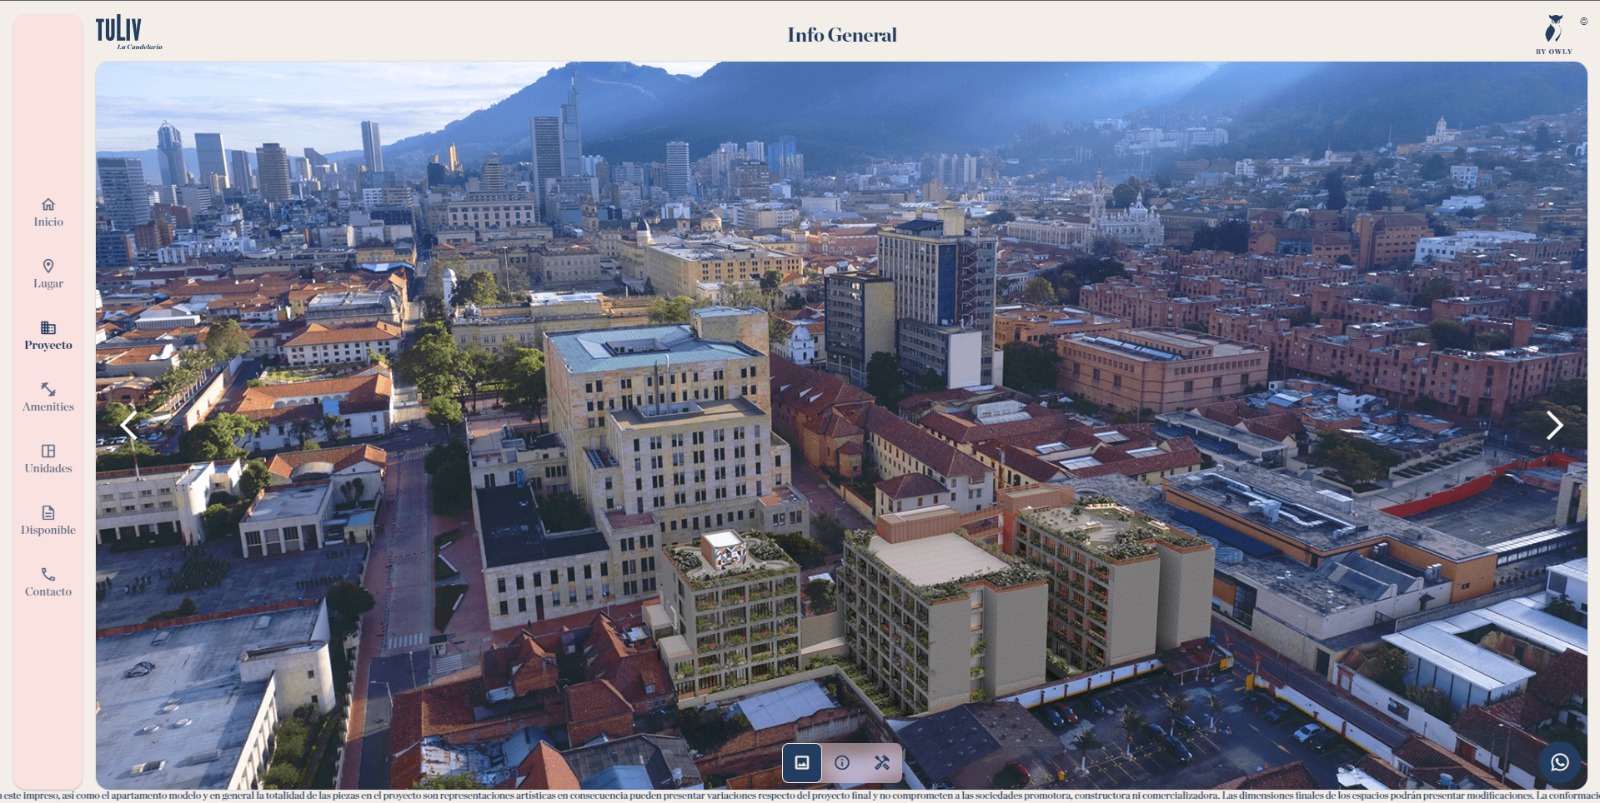 TULIV
La Candelaria
Info General
©
BY OWLY
Inicio
Lugar
Proyecto
Amenities
Unidades
Disponible
Contacto
este impreso, así como el apartamento modelo y en general la totalidad de las piezas en el proyecto son representaciones artísticas en consecuencia pueden presentar variaciones respecto del proyecto final y no comprometen a las sociedades promotora, constructora ni comercializadora. Las dimensiones finales de los espacios podrán presentar modificaciones. La